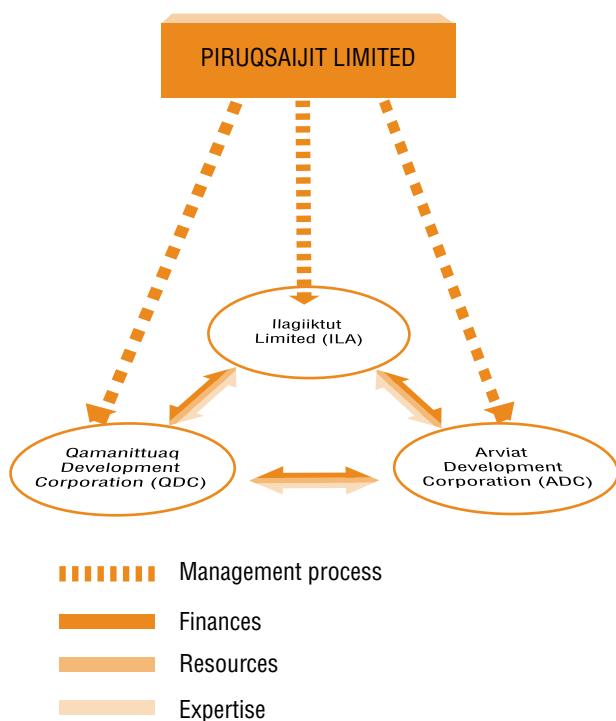 PIRUQSAIJIT LIMITED
Ilagiiktut
Limited (ILA)
Qamanittuaq
Development
Corporation (QDC)
Arviat
Development
Corporation (ADC)
Management process
Finances
Resources
Expertise